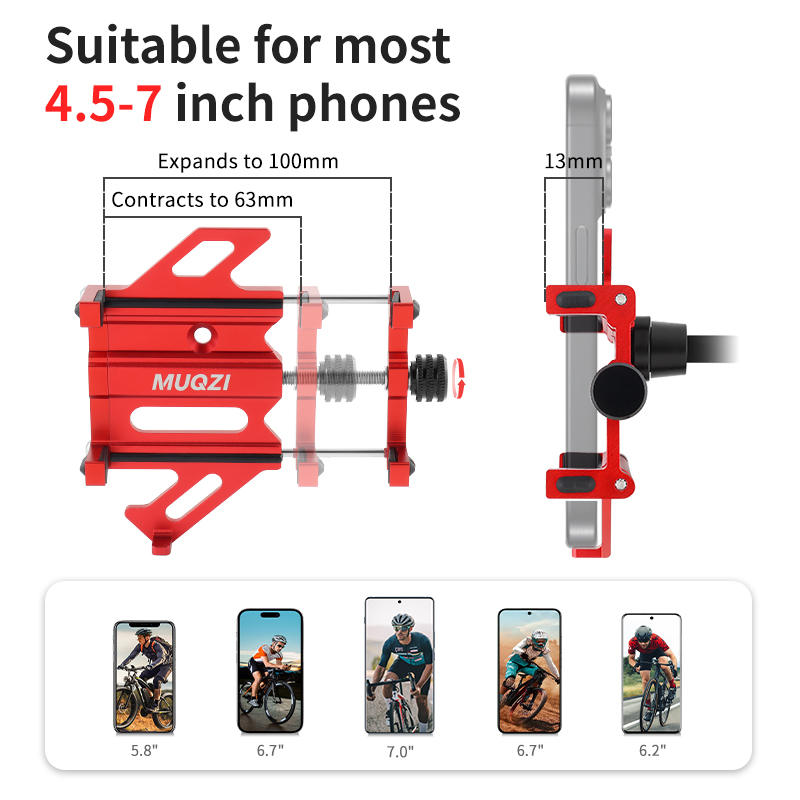 Suitable for most
4.5-7 inch phones
Expands to 100mm
13mm
Contracts to 63mm
MUQZI
5.8"
6.7"
7.0"
6.7"
6.2"